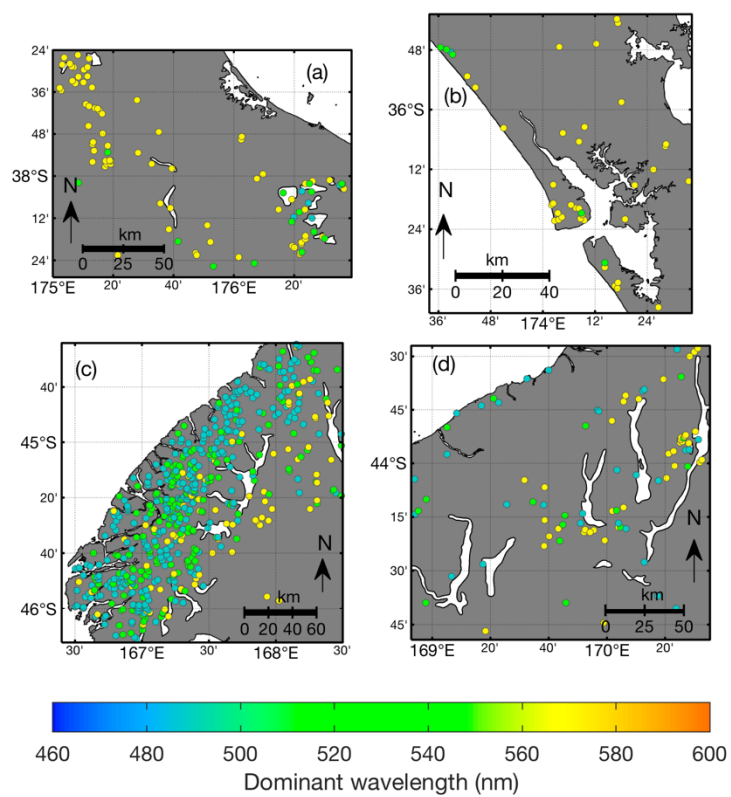 (a)
24'
36'
48'
38°S
12'
24'
N
km
0 25 50
175°E 20' 40' 176°E 20'
(b)
48'
36°S
12'
24'
36'
N
km
0 20 40
36' 48' 174°E 12' 24'
(c)
40'
45°S
20'
40'
46°S
N
km
0 20 40 60
30' 167°E 30' 168°E 30'
(d)
30'
45'
44°S
15'
30'
45'
N
km
0 25 50
169°E 20' 40' 170°E 20'
460 480 500 520 540 560 580 600
Dominant wavelength (nm)